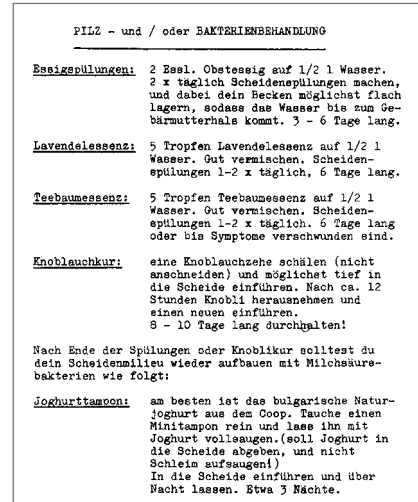 PILZ - und / oder BAKTERIENBEHANDLUNG
Essigspülungen: 2 Essl. Obstessig auf 1/2 l Wasser.
2 x täglich Scheidenspülungen machen,
und dabei dein Becken möglichst flach
lagern, sodass das Wasser bis zum Ge-
bärmutterhals kommt. 3 - 6 Tage lang.
Lavendelessenz: 5 Tropfen Lavendelessenz auf 1/2 l
Wasser. Gut vermischen. Scheiden-
spülungen 1-2 x täglich, 6 Tage lang.
Teebaumessenz: 5 Tropfen Teebaumessenz auf 1/2 l
Wasser. Gut vermischen. Scheiden-
spülungen 1-2 x täglich. 6 Tage lang
oder bis Symptome verschwunden sind.
Knoblauchkur: eine Knoblauchzehe schälen (nicht
anschneiden) und möglichst tief in
die Scheide einführen. Nach ca. 12
Stunden Knobli herausnehmen und
einen neuen einführen.
8 - 10 Tage lang durchhalten!
Nach Ende der Spülungen oder Knoblikur solltest du
dein Scheidenmilieu wieder aufbauen mit Milchsäure-
bakterien wie folgt:
Joghurttampon: am besten ist das bulgarische Natur-
joghurt aus dem Coop. Tauche einen
Minitampon rein und lass ihn mit
Joghurt vollsaugen.(soll Joghurt in
die Scheide abgeben, und nicht
Schleim aufsaugen!)
In die Scheide einführen und über
Nacht lassen. Etwa 3 Nächte.